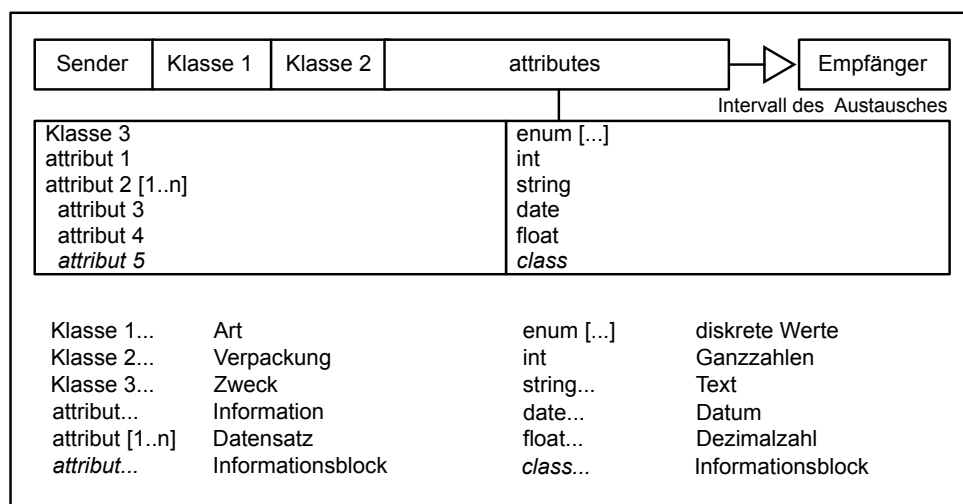 Sender Klasse 1 Klasse 2 attributes Empfänger
Intervall des Austausches
Klasse 3 enum [...]
attribut 1 int
attribut 2 [1..n] string
attribut 3 date
attribut 4 float
attribut 5 class
Klasse 1... Art enum [...] diskrete Werte
Klasse 2... Verpackung int Ganzzahlen
Klasse 3... Zweck string... Text
attribut... Information date... Datum
attribut [1..n] Datensatz float... Dezimalzahl
attribut... Informationsblock class... Informationsblock